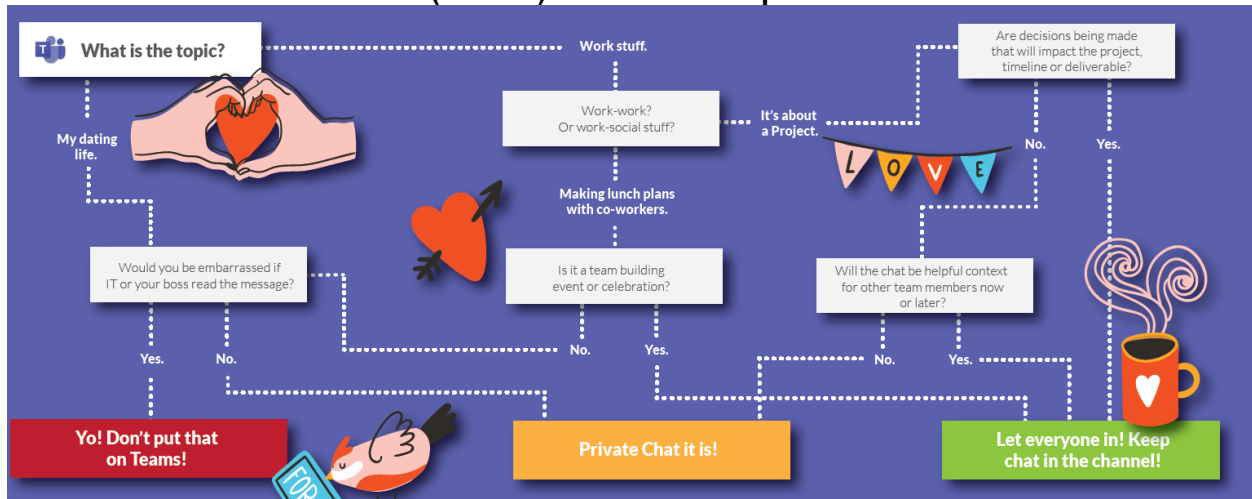 What is the topic?
Work stuff.
Are decisions being made
that will impact the project,
timeline or deliverable?
Work-work?
Or work-social stuff?
It's about
a Project.
My dating
life.
No.
Yes.
L O V E
Making lunch plans
with co-workers.
Would you be embarrassed if
IT or your boss read the message?
Is it a team building
event or celebration?
Will the chat be helpful context
for other team members now
or later?
Yes.
No.
No.
Yes.
No.
Yes.
Yo! Don't put that
on Teams!
Private Chat it is!
Let everyone in! Keep
chat in the channel!
FOR